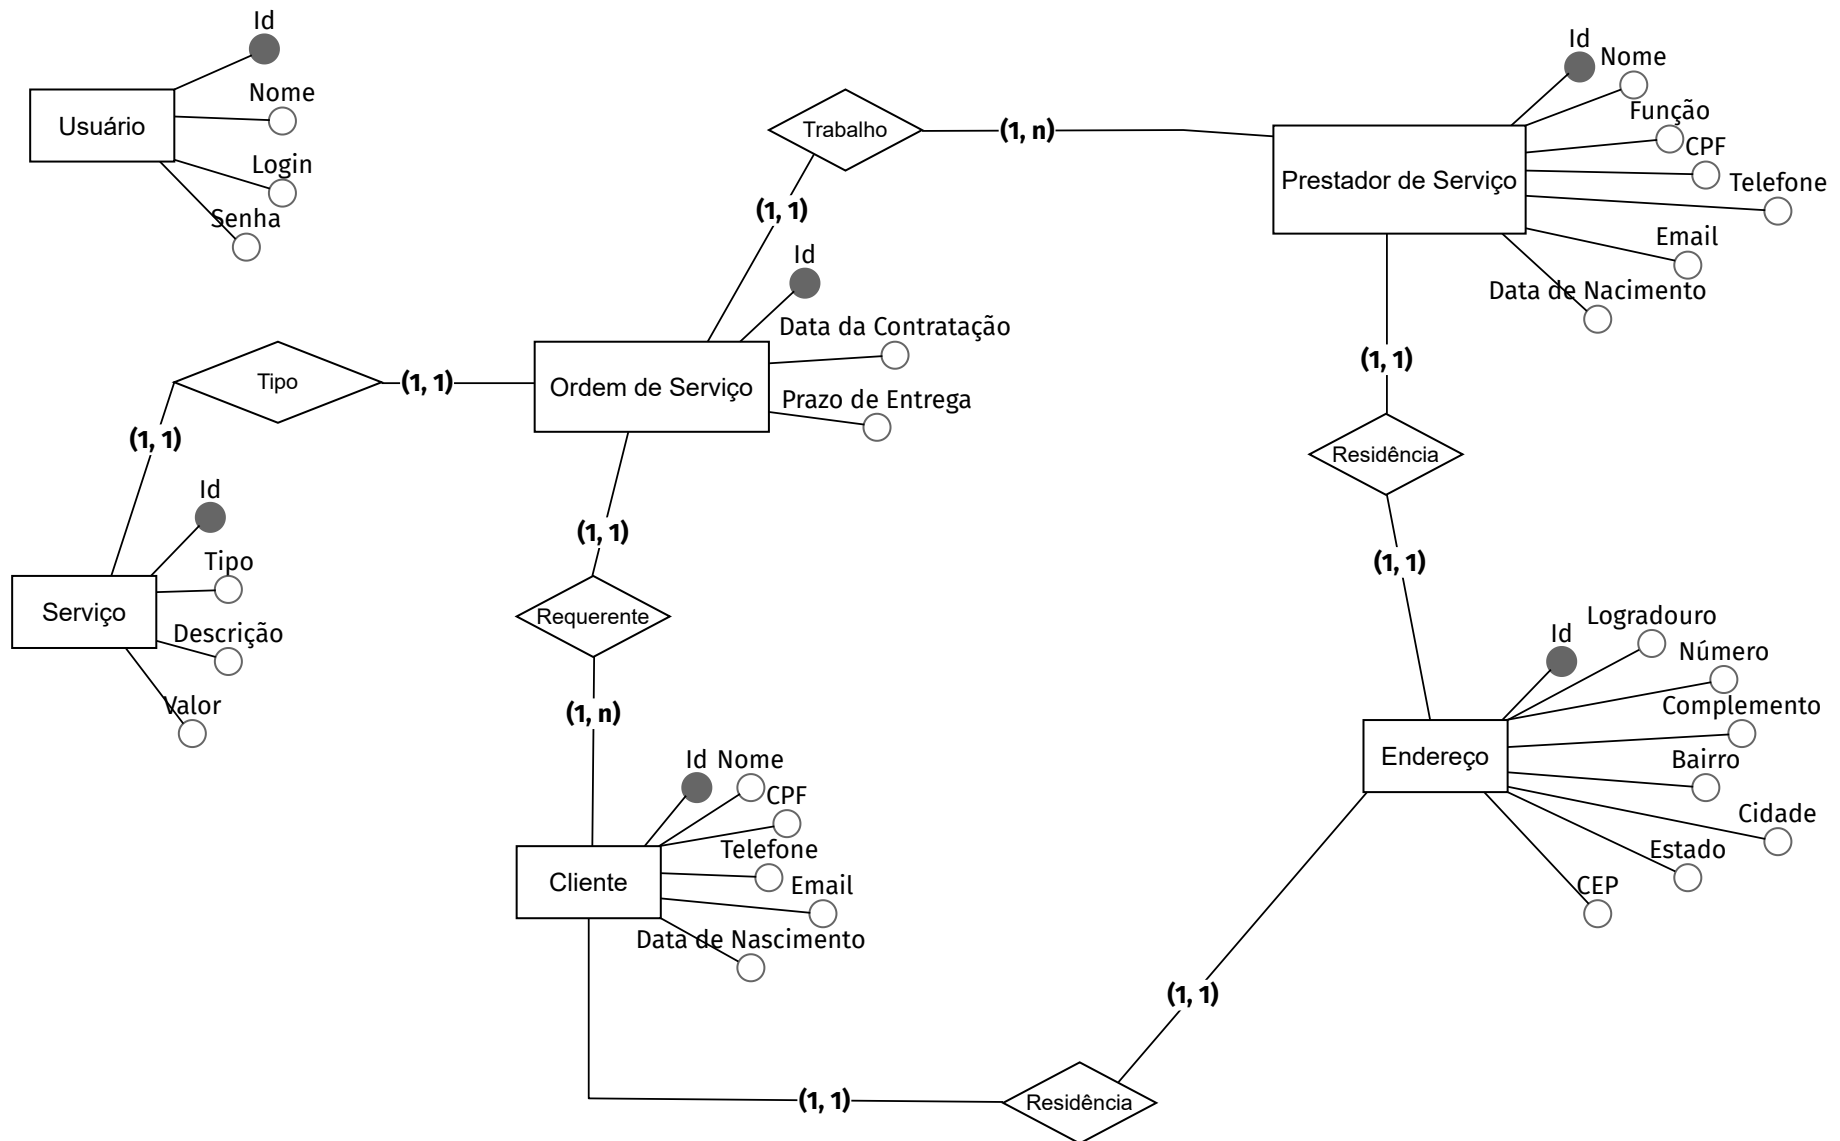 Id
Usuário
Nome
Login
Senha
Trabalho
(1, n)
(1, 1)
Id
Nome
Função
CPF
Prestador de Serviço
Telefone
Email
Data de Nacimento
Id
Data da Contratação
Ordem de Serviço
Prazo de Entrega
Tipo
(1, 1)
(1, 1)
Id
Tipo
Serviço
Descrição
Valor
(1, 1)
Requerente
(1, n)
(1, 1)
Residência
(1, 1)
Id
Logradouro
Número
Complemento
Endereço
Bairro
Cidade
Estado
CEP
Id
Nome
CPF
Telefone
Cliente
Email
Data de Nascimento
(1, 1)
(1, 1)
Residência